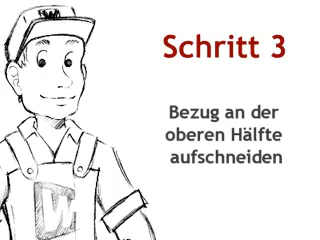 Schritt 3
Bezug an der
oberen Hälfte
aufschneiden